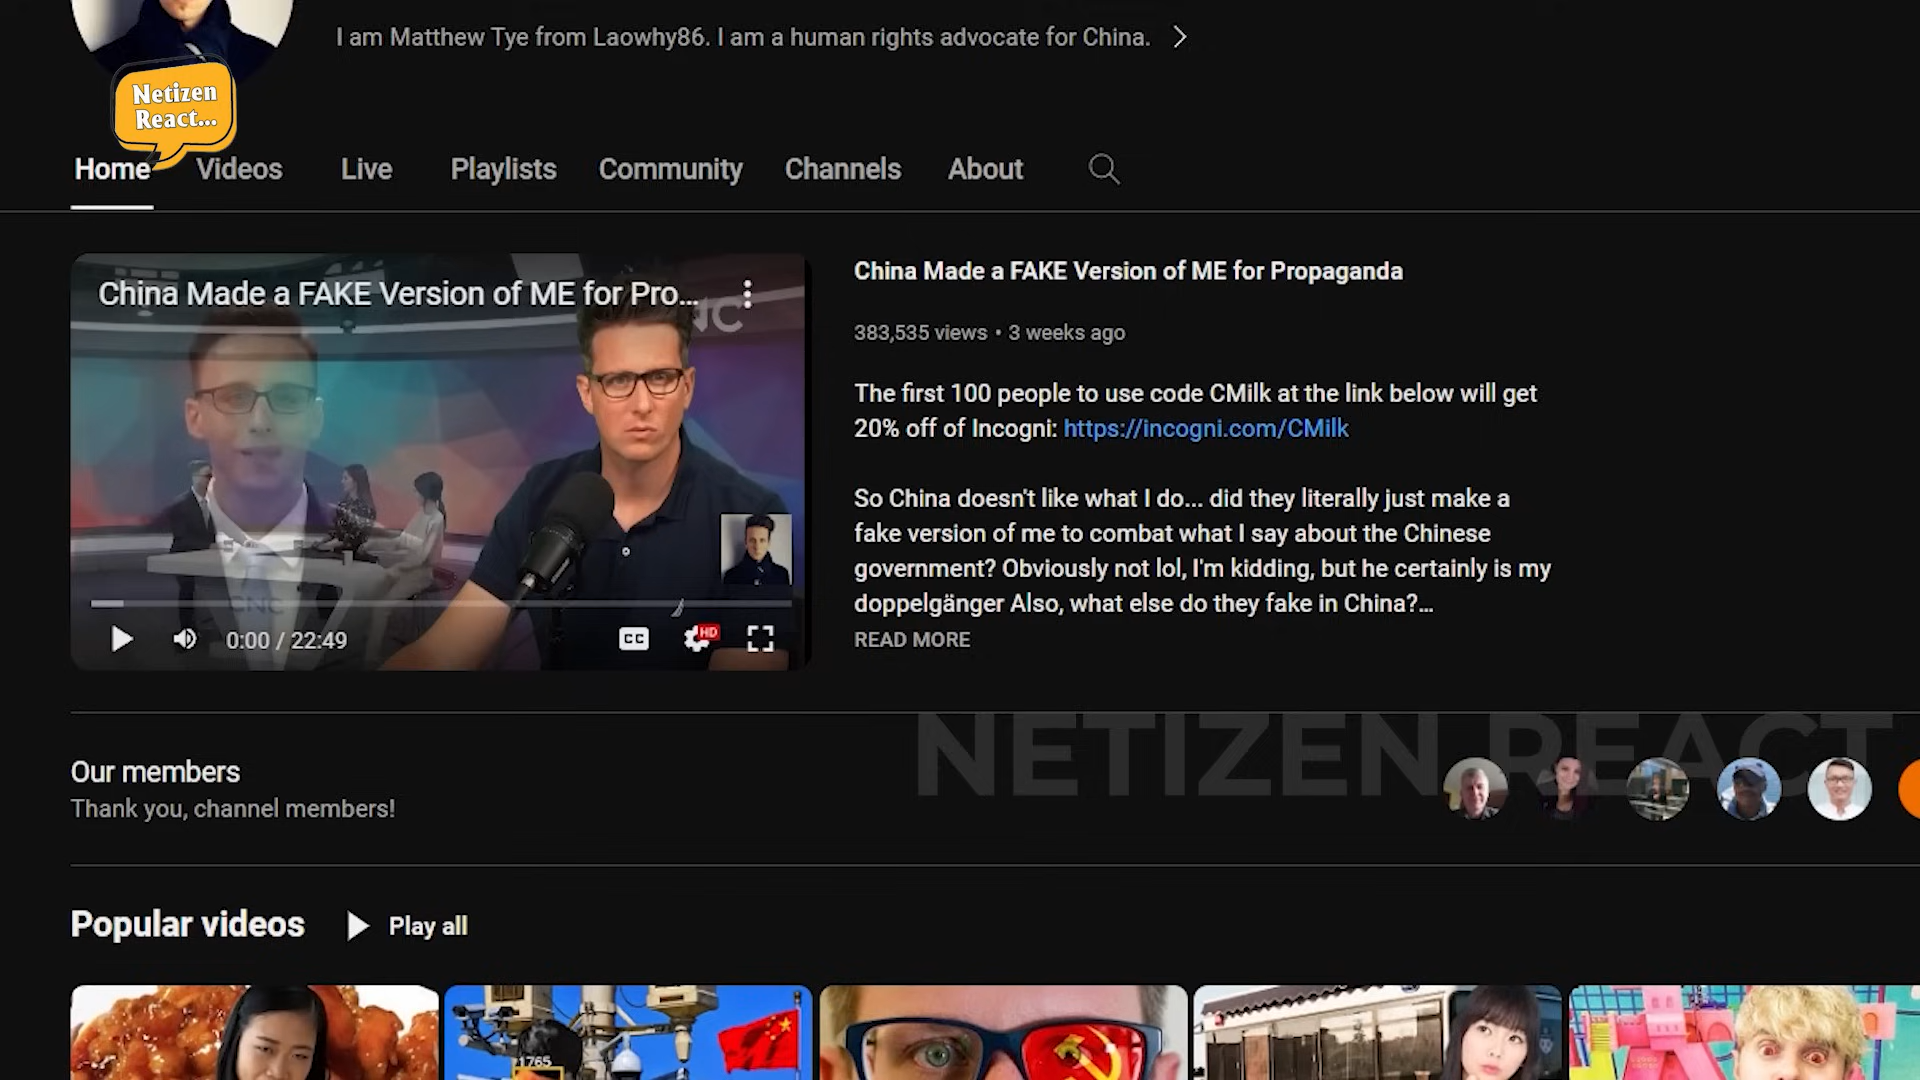 I am Matthew Tye from Laowhy86. I am a human rights advocate for China.
Netizen
React...
Home
Videos
Live
Playlists
Community
Channels
About
China Made a FAKE Version of ME for Pro...
China Made a FAKE Version of ME for Propaganda
383,535 views • 3 weeks ago
The first 100 people to use code CMilk at the link below will get
20% off of Incogni: https://incogni.com/CMilk
So China doesn't like what I do... did they literally just make a
fake version of me to combat what I say about the Chinese
government? Obviously not lol, I'm kidding, but he certainly is my
doppelgänger Also, what else do they fake in China?...
READ MORE
CNC
0:00 / 22:49
CC
HD
NETIZEN REACT
Our members
Thank you, channel members!
Popular videos
Play all
1765